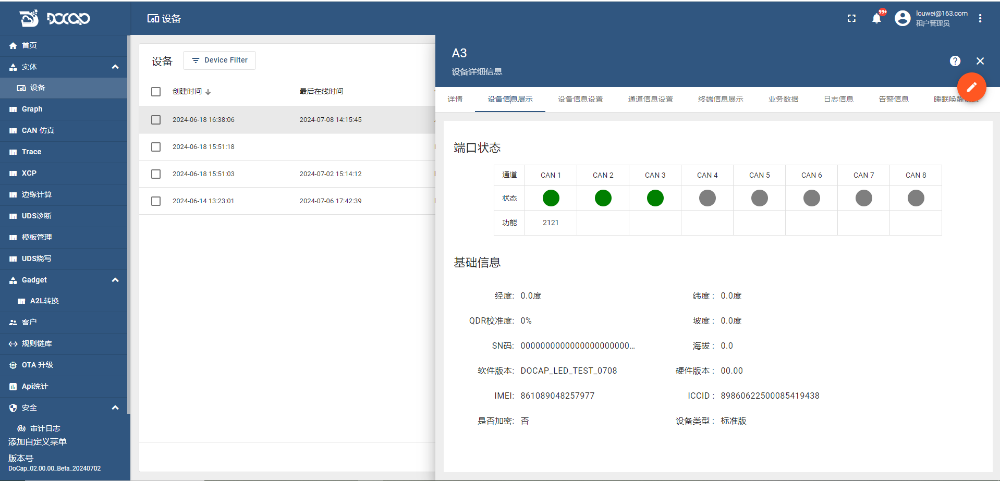 DOCAP
设备
99+
louwei@163.com
租户管理员
首页
实体
设备
Graph
CAN 仿真
Trace
XCP
边缘计算
UDS诊断
模板管理
UDS烧写
Gadget
A2L转换
客户
规则链库
OTA 升级
Api统计
安全
审计日志
添加自定义菜单
版本号
DoCap_02.00.00_Beta_20240702
设备 Device Filter
创建时间 最后在线时间
2024-06-18 16:38:06 2024-07-08 14:15:45
2024-06-18 15:51:18
2024-06-18 15:51:03 2024-07-02 15:14:12
2024-06-14 13:23:01 2024-07-06 17:42:39
A3
设备详细信息
详情 设备信息展示 设备信息设置 通道信息设置 终端信息展示 业务数据 日志信息 告警信息 睡眠唤醒
端口状态
通道 CAN 1 CAN 2 CAN 3 CAN 4 CAN 5 CAN 6 CAN 7 CAN 8
状态
功能 2121
基础信息
经度: 0.0度 纬度 : 0.0度
QDR校准度: 0% 坡度 : 0.0度
SN码: 0000000000000000000000... 海拔 : 0.0
软件版本: DOCAP_LED_TEST_0708 硬件版本 : 00.00
IMEI: 861089048257977 ICCID : 89860622500085419438
是否加密: 否 设备类型 : 标准版